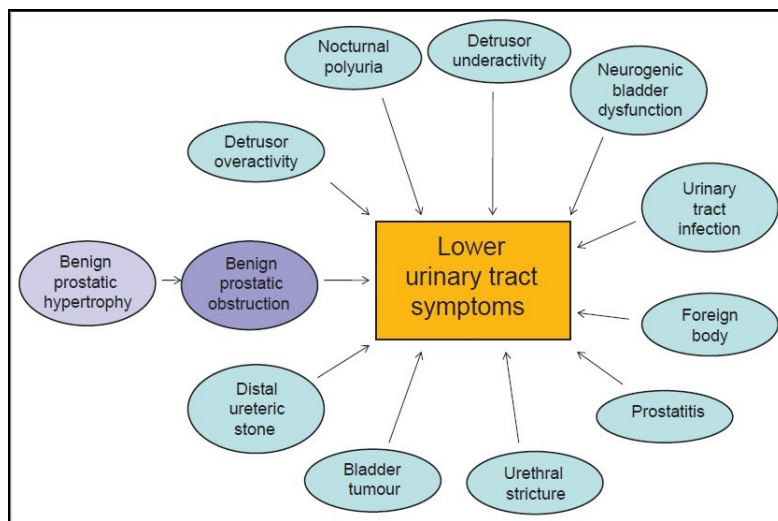 Nocturnal
polyuria
Detrusor
underactivity
Neurogenic
bladder
dysfunction
Detrusor
overactivity
Urinary
tract
infection
Lower
urinary tract
symptoms
Benign
prostatic
hypertrophy
Benign
prostatic
obstruction
Foreign
body
Distal
ureteric
stone
Prostatitis
Bladder
tumour
Urethral
stricture